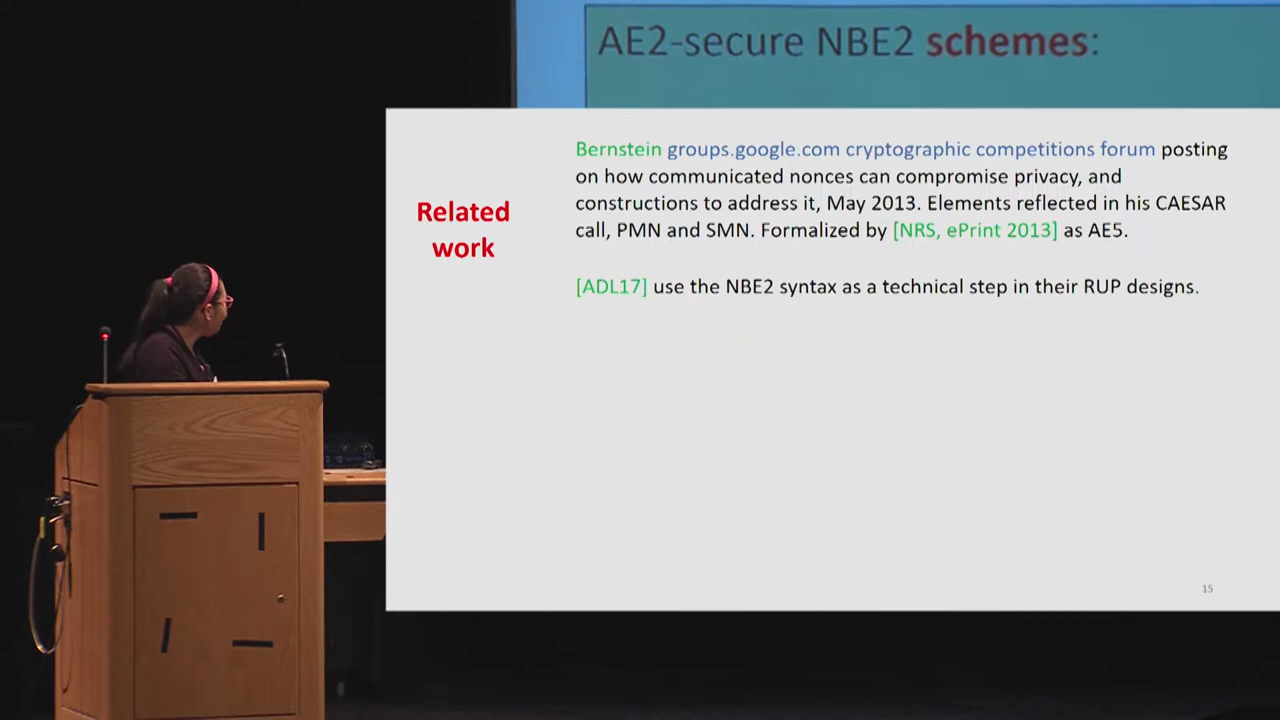 AE2-secure NBE2 schemes:
Related
work
Bernstein groups.google.com cryptographic competitions forum posting
on how communicated nonces can compromise privacy, and
constructions to address it, May 2013. Elements reflected in his CAESAR
call, PMN and SMN. Formalized by [NRS, ePrint 2013] as AE5.
[ADL17] use the NBE2 syntax as a technical step in their RUP designs.
15